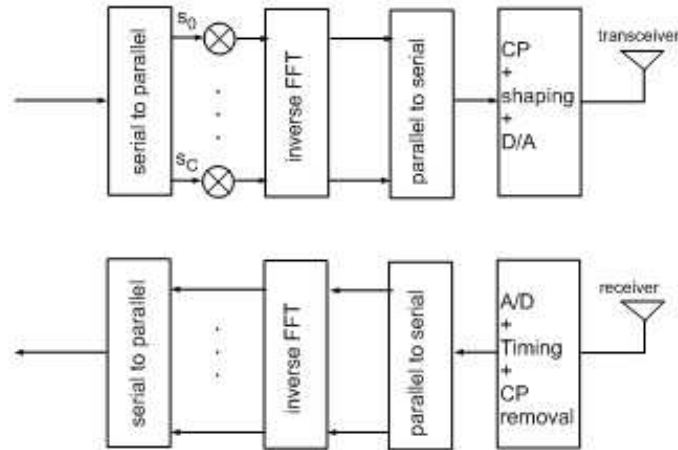 serial to parallel
s0
sC
inverse FFT
parallel to serial
CP
+
shaping
+
D/A
transceiver
serial to parallel
inverse FFT
parallel to serial
A/D
+
Timing
+
CP
removal
receiver